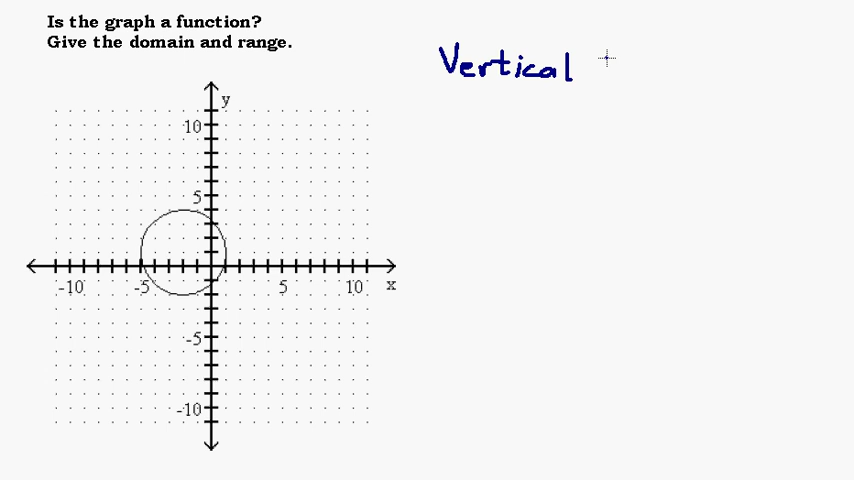 Is the graph a function?
Give the domain and range.
Vertical
y
10
5
-10 -5 5 10 x
-5
-10